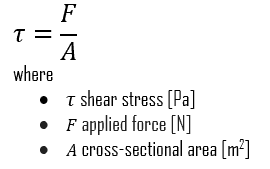 τ = F/A
where
• τ shear stress [Pa]
• F applied force [N]
• A cross-sectional area [m²]